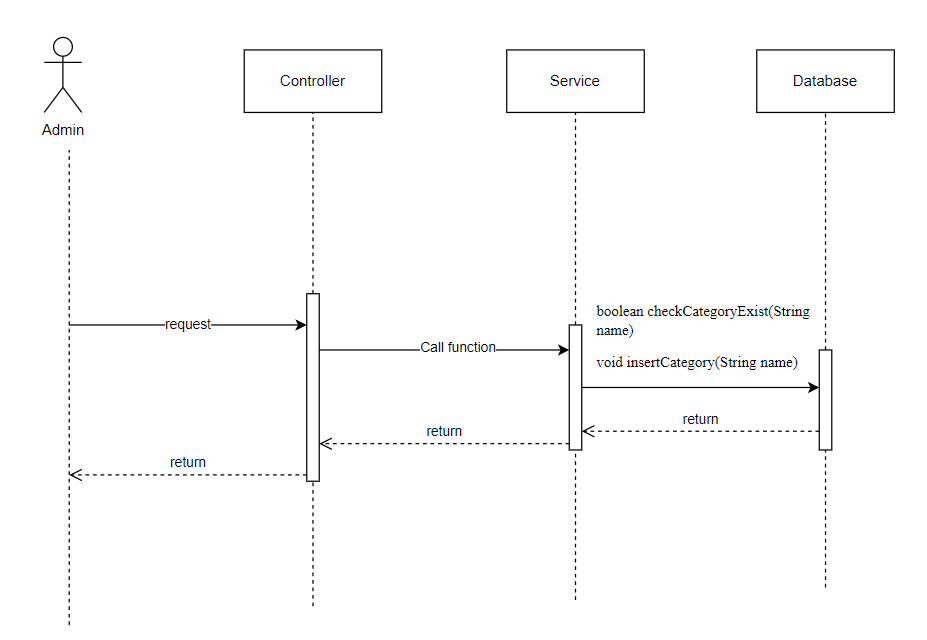 Controller
Service
Database
Admin
boolean checkCategoryExist(String
name)
request
Call function
void insertCategory(String name)
return
return
return